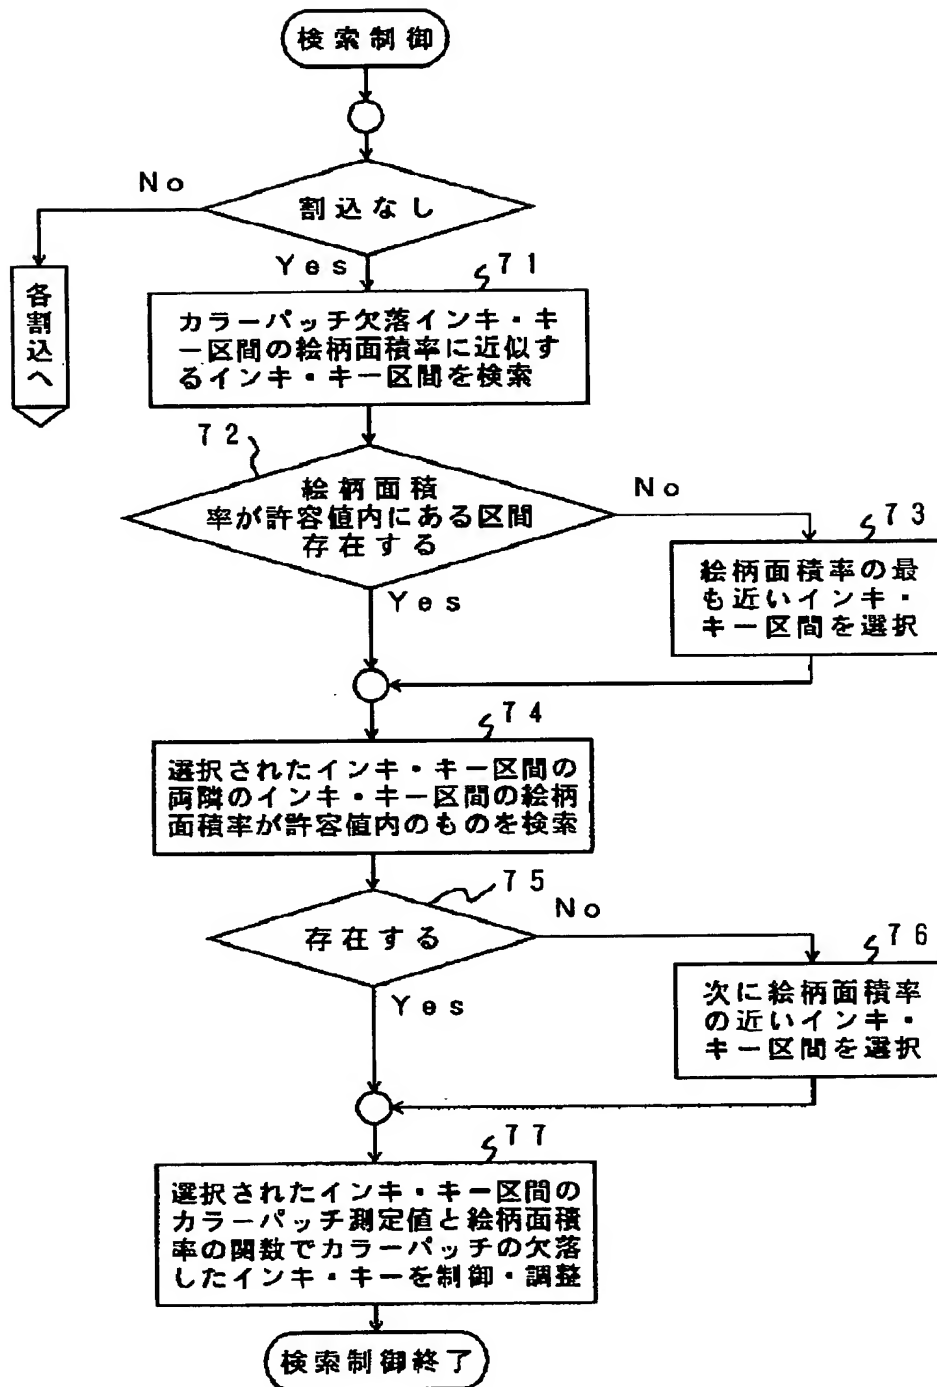 検索制御
割込なし
No
Yes
各割込へ
71
カラーパッチ欠落インキ・キ
ー区間の絵柄面積率に近似す
るインキ・キー区間を検索
72
絵柄面積
率が許容値内にある区間
存在する
No
Yes
73
絵柄面積率の最
も近いインキ・
キー区間を選択
74
選択されたインキ・キー区間の
両隣のインキ・キー区間の絵柄
面積率が許容値内のものを検索
75
存在する
No
Yes
76
次に絵柄面積率
の近いインキ・
キー区間を選択
77
選択されたインキ・キー区間の
カラーパッチ測定値と絵柄面積
率の関数でカラーパッチの欠落
したインキ・キーを制御・調整
検索制御終了